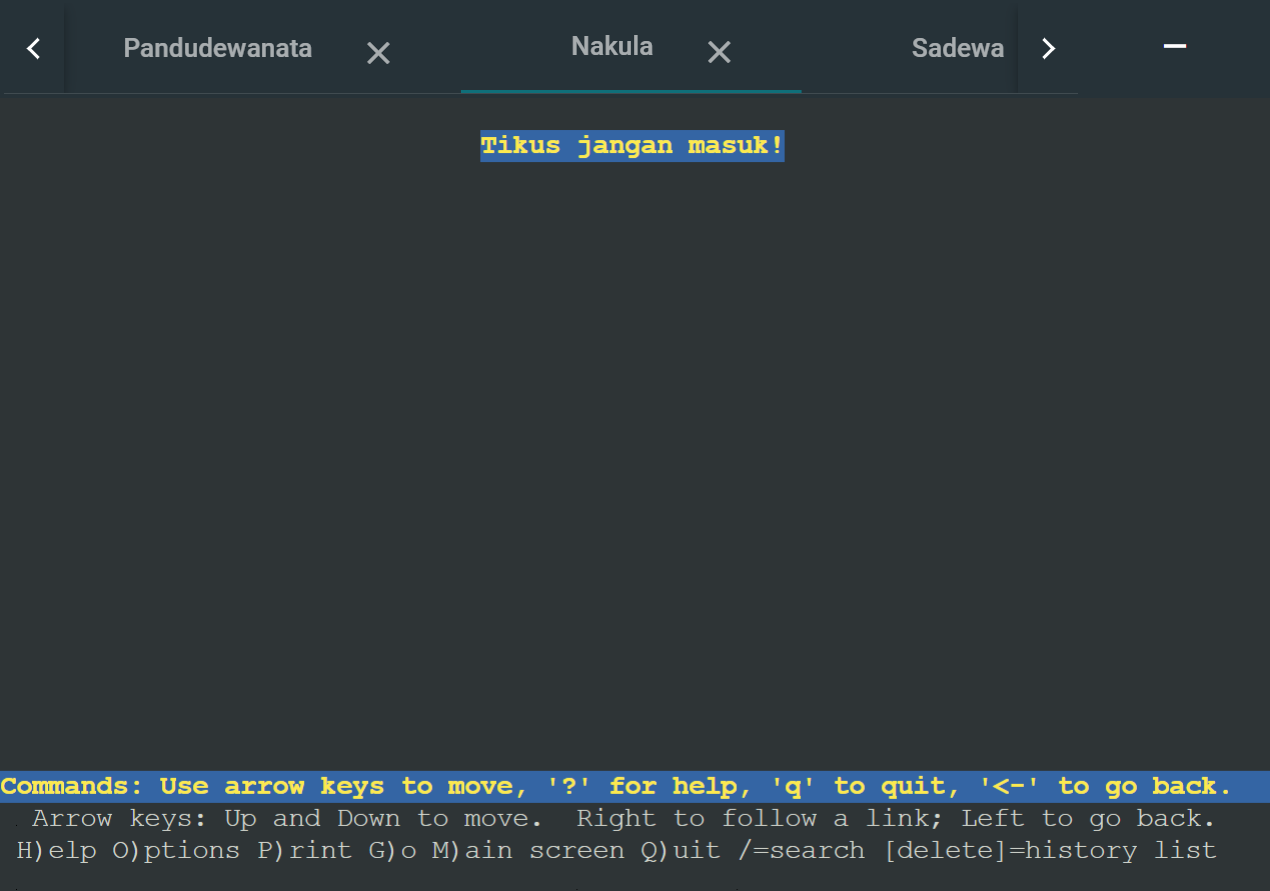 Pandudewanata Nakula Sadewa
Tikus jangan masuk!
Commands: Use arrow keys to move, '?' for help, 'q' to quit, '<-' to go back.
Arrow keys: Up and Down to move.  Right to follow a link; Left to go back.
H)elp O)ptions P)rint G)o M)ain screen Q)uit /=search [delete]=history list